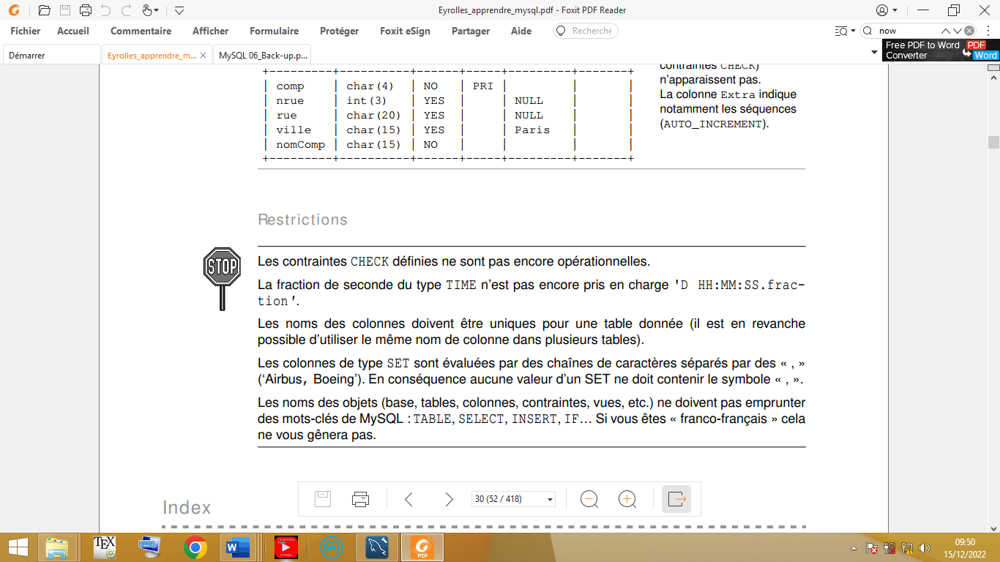 Eyrolles_apprendre_mysql.pdf - Foxit PDF Reader
Fichier Accueil Commentaire Afficher Formulaire Protéger Foxit eSign Partager Aide Recherche now
Free PDF to Word Converter PDF Word
Démarrer Eyrolles_apprendre_m... MySQL 06_Back-up.p...
+---------+----------+------+-----+---------+-------+
| comp | char(4) | NO | PRI | | |
| nrue | int(3) | YES | | NULL | |
| rue | char(20) | YES | | NULL | |
| ville | char(15) | YES | | Paris | |
| nomComp | char(15) | NO | | | |
+---------+----------+------+-----+---------+-------+
contraintes CHECK)
n’apparaissent pas.
La colonne Extra indique
notamment les séquences
(AUTO_INCREMENT).
Restrictions
STOP
Les contraintes CHECK définies ne sont pas encore opérationnelles.
La fraction de seconde du type TIME n’est pas encore pris en charge 'D HH:MM:SS.frac-
tion'.
Les noms des colonnes doivent être uniques pour une table donnée (il est en revanche
possible d’utiliser le même nom de colonne dans plusieurs tables).
Les colonnes de type SET sont évaluées par des chaînes de caractères séparés par des « , »
(‘Airbus, Boeing’). En conséquence aucune valeur d’un SET ne doit contenir le symbole « , ».
Les noms des objets (base, tables, colonnes, contraintes, vues, etc.) ne doivent pas emprunter
des mots-clés de MySQL : TABLE, SELECT, INSERT, IF… Si vous êtes « franco-français » cela
ne vous gênera pas.
30 (52 / 418)
Index
TEX
W
PDF
09:50
15/12/2022